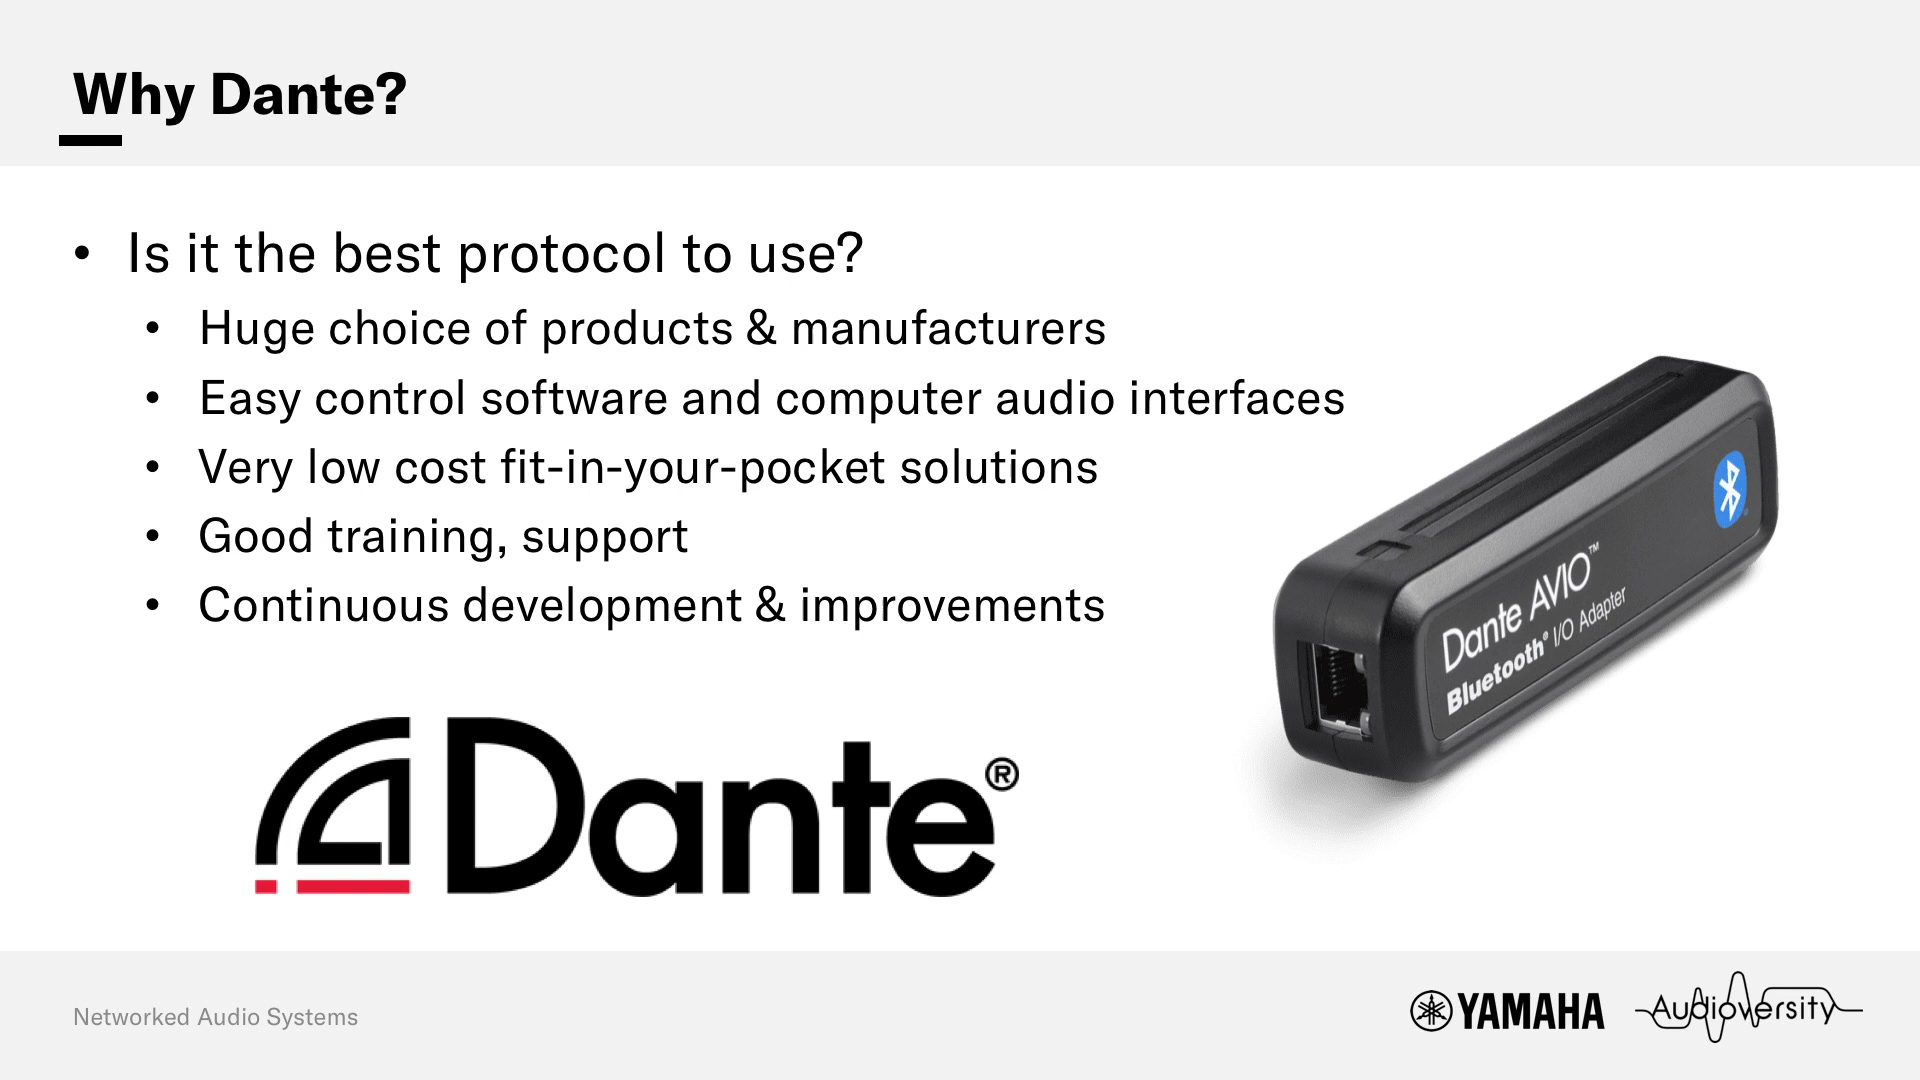 Why Dante?
• Is it the best protocol to use?
• Huge choice of products & manufacturers
• Easy control software and computer audio interfaces
• Very low cost fit-in-your-pocket solutions
• Good training, support
• Continuous development & improvements
Dante AVIO™
Bluetooth® I/O Adapter
Dante®
Networked Audio Systems
YAMAHA
Audioversity